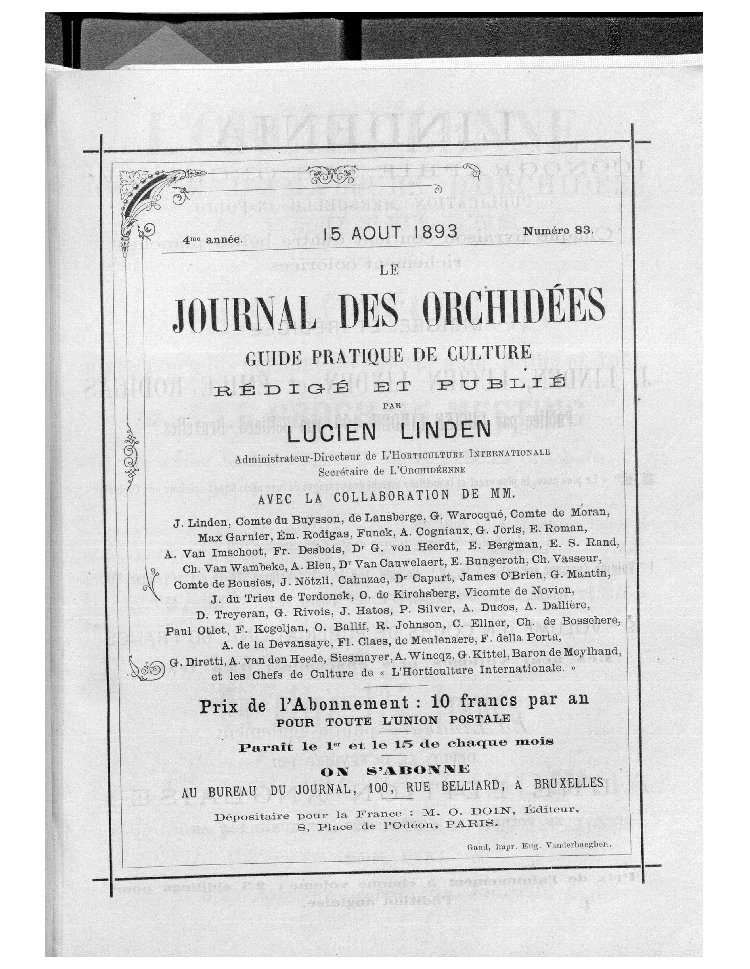 4me année.
15 AOUT 1893
Numéro 83.
LE
JOURNAL DES ORCHIDÉES
GUIDE PRATIQUE DE CULTURE
RÉDIGÉ ET PUBLIÉ
PAR
LUCIEN LINDEN
Administrateur-Directeur de L'HORTICULTURE INTERNATIONALE
Secrétaire de L'ORCHIDÉENNE
AVEC LA COLLABORATION DE MM.
J. Linden, Comte du Buysson, de Lansberge, G. Warocqué, Comte de Moran,
Max Garnier, Ém. Rodigas, Funck, A. Cogniaux, G. Joris, E. Roman,
A. Van Imschoot, Fr. Desbois, Dr G. von Heerdt, E. Bergman, E. S. Rand,
Ch. Van Wambeke, A. Bleu, Dr Van Cauwelaert, E. Bungeroth, Ch. Vasseur,
Comte de Bousies, J. Nötzli, Cahuzac, Dr Capart, James O'Brien, G. Mantin,
J. du Trieu de Terdonck, O. de Kirchsberg, Vicomte de Novion,
D. Treyeran, G. Rivois, J. Hatos, P. Silver, A. Ducos, A. Dallière,
Paul Otlet, F. Kegeljan, O. Ballif, R. Johnson, C. Ellner, Ch. de Bosschere,
A. de la Devansaye, Fl. Claes, de Meulenaere, F. della Porta,
G. Diretti, A. van den Heede, Siesmayer, A. Wincqz, G. Kittel, Baron de Meylhand,
et les Chefs de Culture de « L'Horticulture Internationale. »
Prix de l'Abonnement : 10 francs par an
POUR TOUTE L'UNION POSTALE
Paraît le 1er et le 15 de chaque mois
ON S'ABONNE
AU BUREAU DU JOURNAL, 100, RUE BELLIARD, A BRUXELLES
Dépositaire pour la France : M. O. DOIN, Éditeur,
8, Place de l'Odéon, PARIS.
Gand, impr. Eug. Vanderhaeghen.